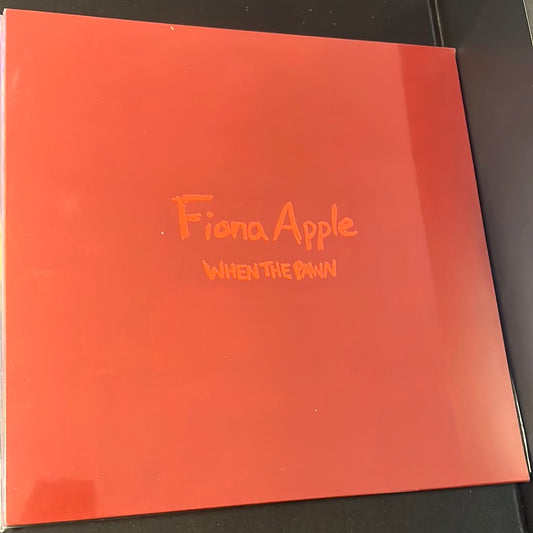 Fiona Apple
WHEN THE PAWN